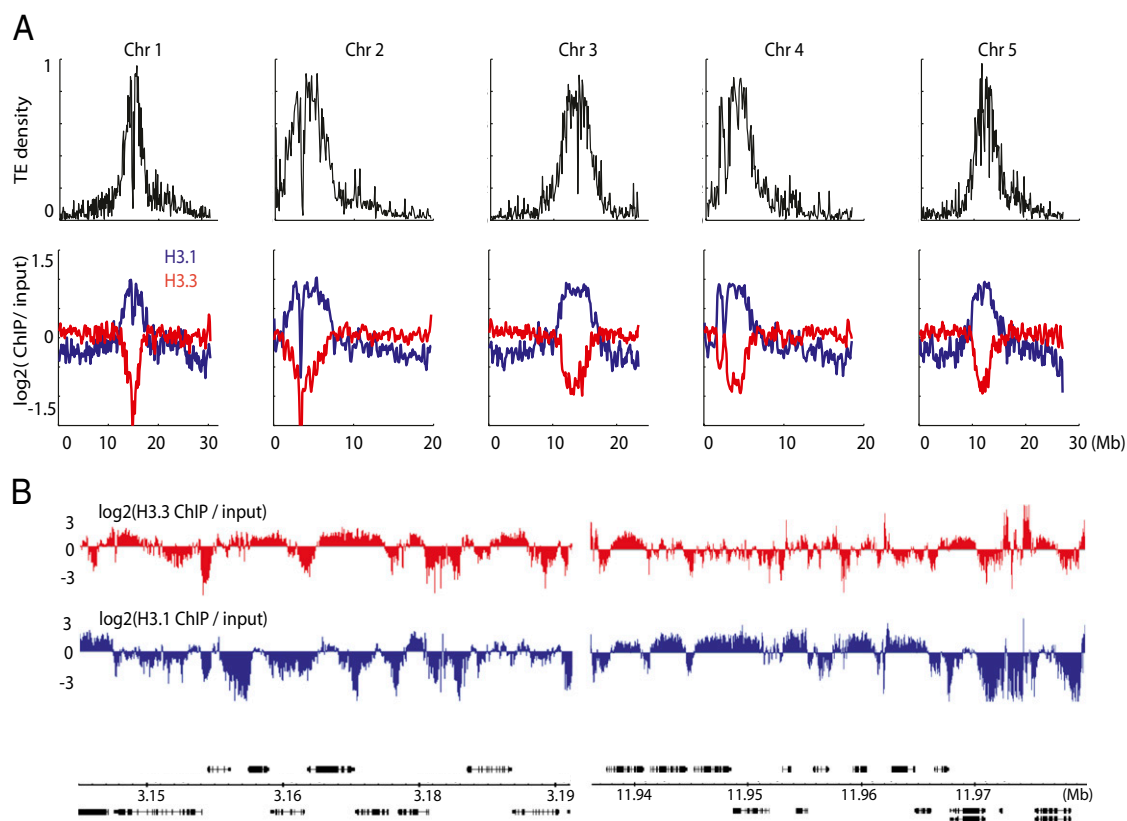 A
Chr 1 Chr 2 Chr 3 Chr 4 Chr 5
1
TE density
0
1.5
H3.1
H3.3
0
log2( ChIP/ input)
-1.5
0 10 20 30 0 10 20 0 10 20 0 10 20 0 10 20 30 (Mb)
B
log2(H3.3 ChIP / input)
3
0
-3
log2(H3.1 ChIP / input)
3
0
-3
3.15 3.16 3.18 3.19 11.94 11.95 11.96 11.97 (Mb)